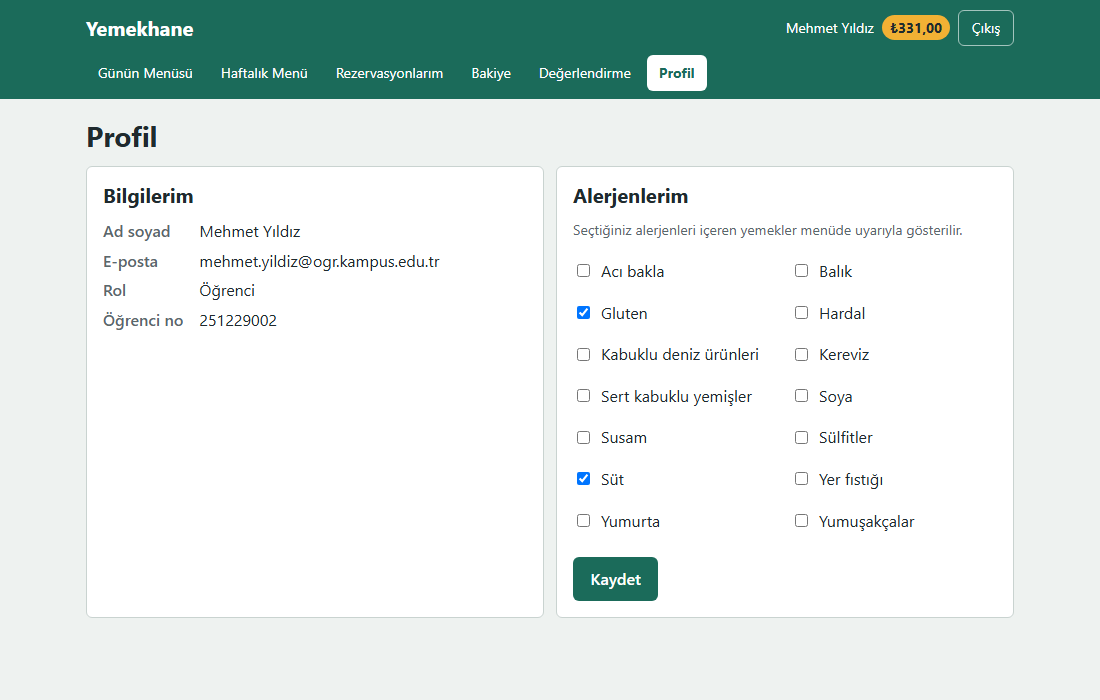 Yemekhane
Mehmet Yıldız ₺331,00 Çıkış
Günün Menüsü Haftalık Menü Rezervasyonlarım Bakiye Değerlendirme Profil
Profil
Bilgilerim
Ad soyad Mehmet Yıldız
E-posta mehmet.yildiz@ogr.kampus.edu.tr
Rol Öğrenci
Öğrenci no 251229002
Alerjenlerim
Seçtiğiniz alerjenleri içeren yemekler menüde uyarıyla gösterilir.
Acı bakla Balık
Gluten Hardal
Kabuklu deniz ürünleri Kereviz
Sert kabuklu yemişler Soya
Susam Sülfitler
Süt Yer fıstığı
Yumurta Yumuşakçalar
Kaydet